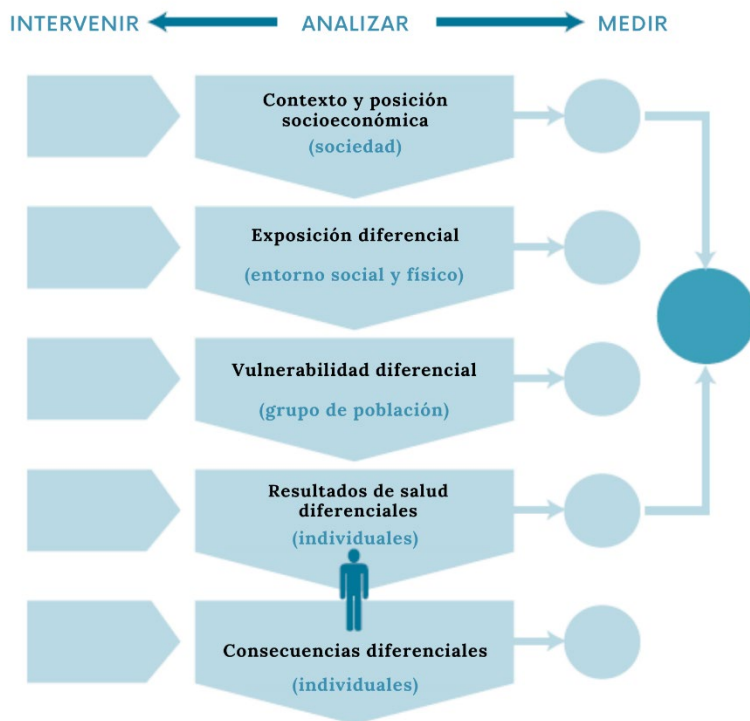 INTERVENIR ANALIZAR MEDIR
Contexto y posición
socioeconómica
(sociedad)
Exposición diferencial
(entorno social y físico)
Vulnerabilidad diferencial
(grupo de población)
Resultados de salud
diferenciales
(individuales)
Consecuencias diferenciales
(individuales)